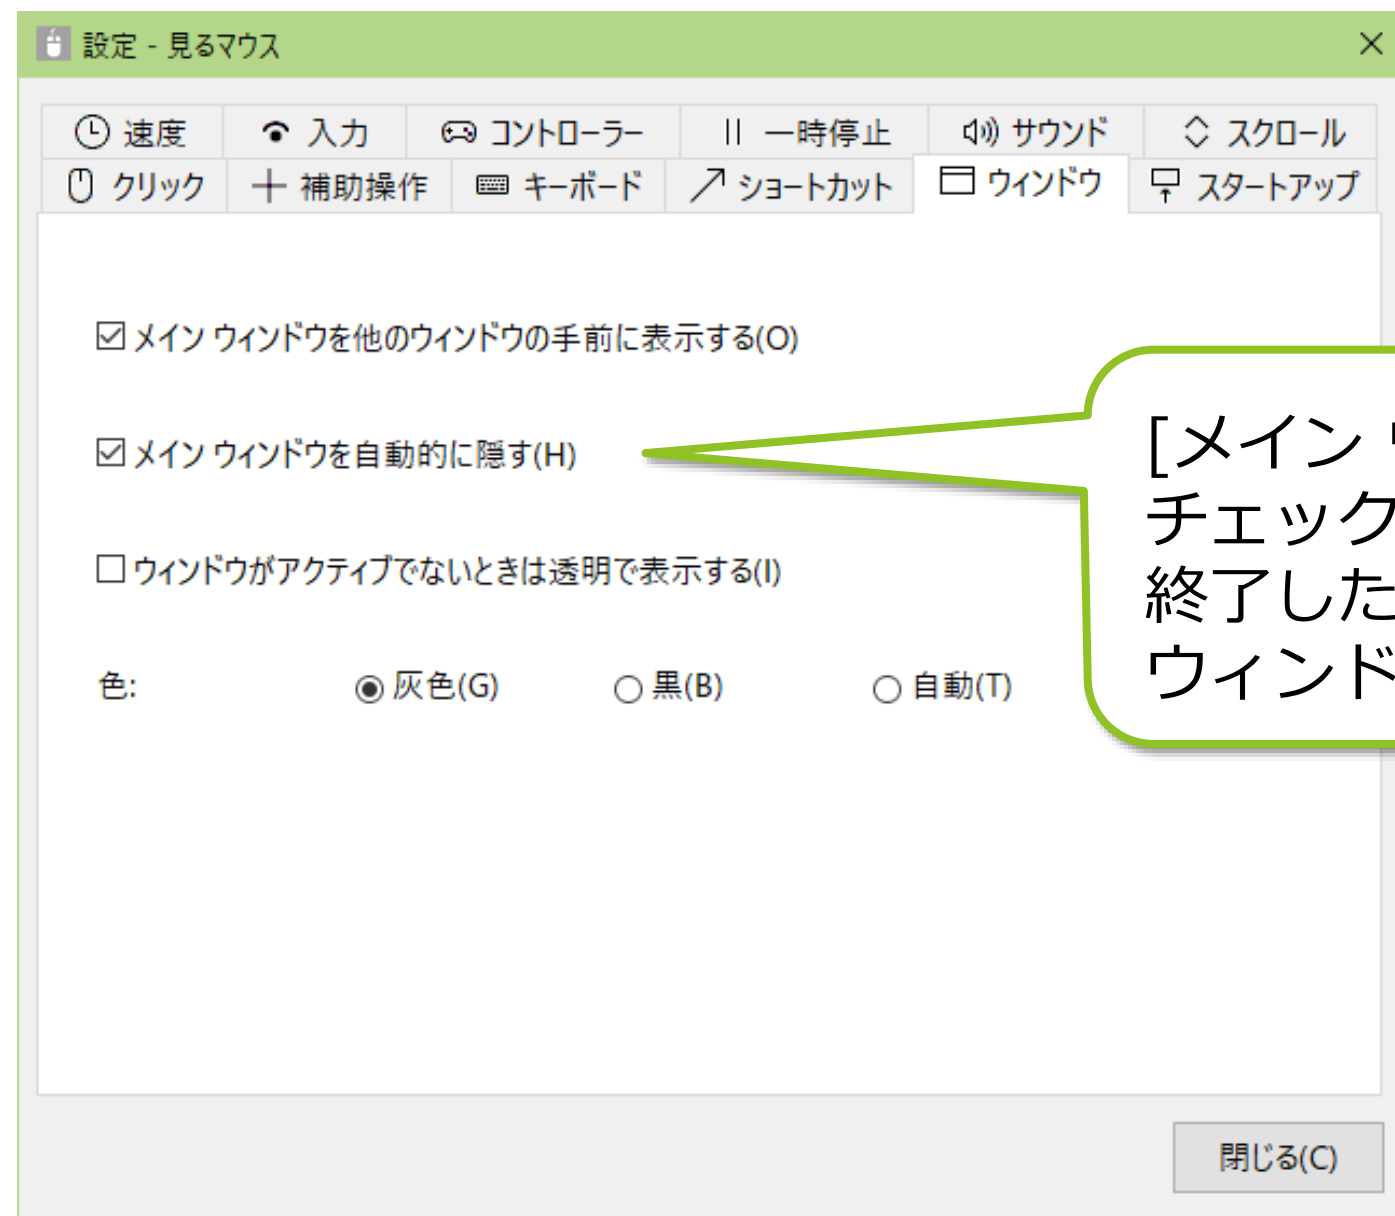 設定 - 見るマウス
速度 入力 コントローラー 一時停止 サウンド スクロール
クリック 補助操作 キーボード ショートカット ウィンドウ スタートアップ
メイン ウィンドウを他のウィンドウの手前に表示する(O)
メイン ウィンドウを自動的に隠す(H)
ウィンドウがアクティブでないときは透明で表示する(I)
色: 灰色(G) 黒(B) 自動(T)
[メイン
チェック
終了した
ウィンド
閉じる(C)